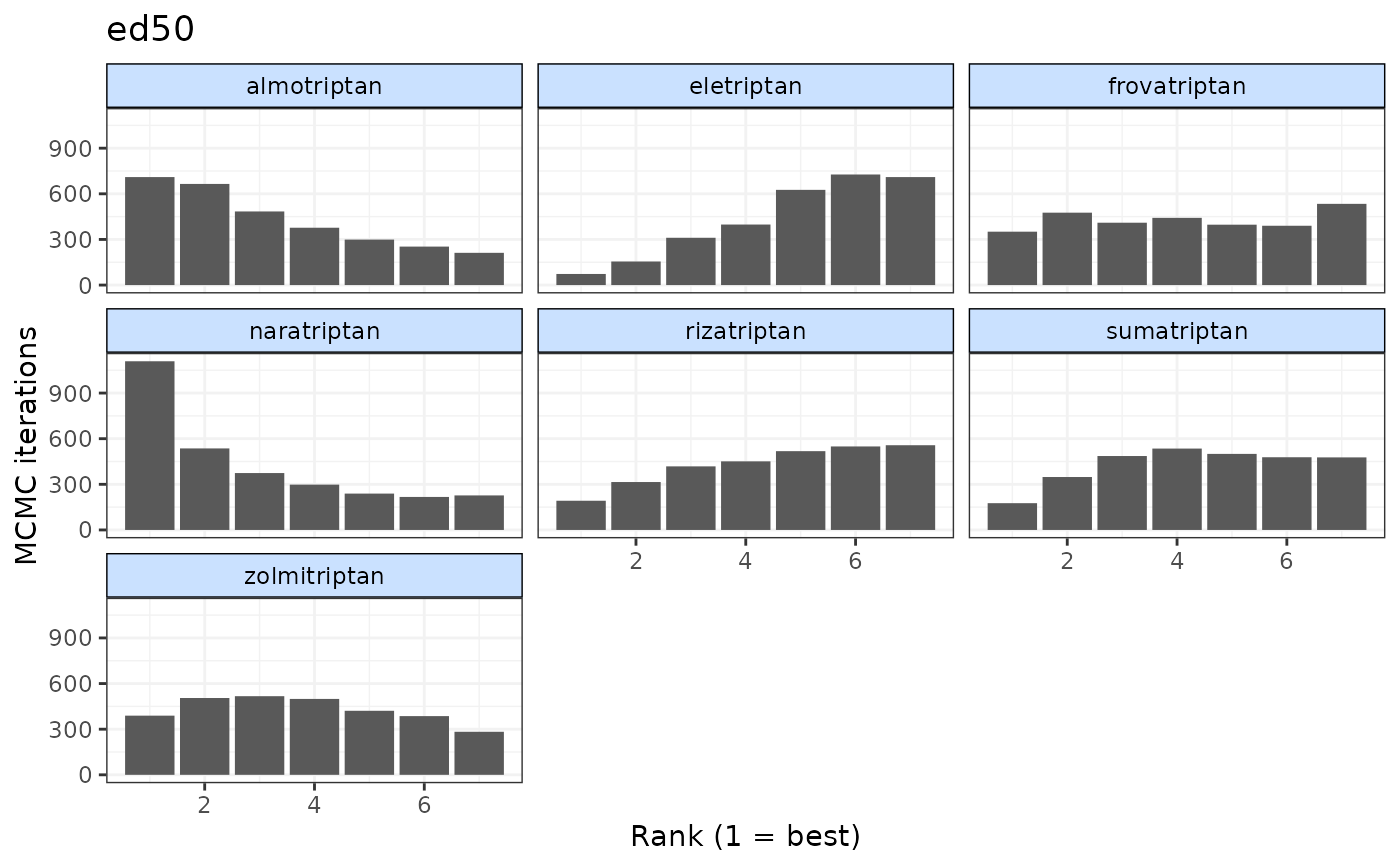 ed50
almotriptan
eletriptan
frovatriptan
900
600
300
0
naratriptan
rizatriptan
sumatriptan
900
600
300
0
2 4 6
2 4 6
zolmitriptan
900
600
300
0
2 4 6
MCMC iterations
Rank (1 = best)